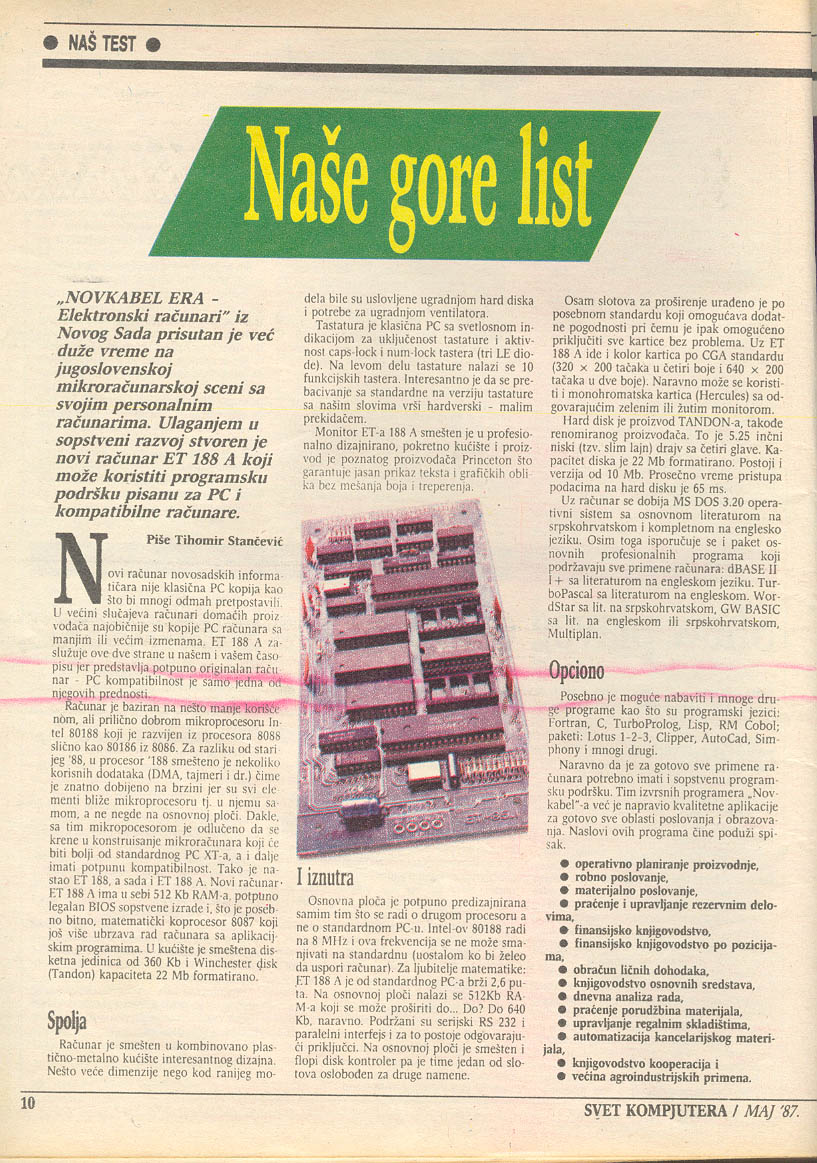 ● NAŠ TEST ●
Naše gore list
„NOVKABEL ERA –
Elektronski računari” iz
Novog Sada prisutan je već
duže vreme na
jugoslovenskoj
mikroračunarskoj sceni sa
svojim personalnim
računarima. Ulaganjem u
sopstveni razvoj stvoren je
novi računar ET 188 A koji
može koristiti programsku
podršku pisanu za PC i
kompatibilne računare.
Piše Tihomir Stančević
Novi računar novosadskih informa-
tičara nije klasična PC kopija kao
što bi mnogi odmah pretpostavili.
U većini slučajeva računari domaćih proiz-
vođača najobičnije su kopije PC računara sa
manjim ili većim izmenama. ET 188 A za-
služuje ove dve strane u našem i vašem časo-
pisu jer predstavlja potpuno originalan raču-
nar - PC kompatibilnost je samo jedna od
njegovih prednosti.
Računar je baziran na nešto manje korišće-
nom, ali prilično dobrom mikroprocesoru In-
tel 80188 koji je razvijen iz procesora 8088
slično kao 80186 iz 8086. Za razliku od stari-
jeg '88, u procesor '188 smešteno je nekoliko
korisnih dodataka (DMA, tajmeri i dr.) čime
je znatno dobijeno na brzini jer su svi ele-
menti bliže mikroprocesoru tj. u njemu sa-
mom, a ne negde na osnovnoj ploči. Dakle,
sa tim mikropocesorom je odlučeno da se
krene u konstruisanje mikroračunara koji će
biti bolji od standardnog PC XT-a, a i dalje
imati potpunu kompatibilnost. Tako je na-
stao ET 188, a sada i ET 188 A. Novi računar
ET 188 A ima u sebi 512 Kb RAM-a, potpuno
legalan BIOS sopstvene izrade i, što je poseb-
no bitno, matematički koprocesor 8087 koji
još više ubrzava rad računara sa aplikacij-
skim programima. U kućište je smeštena dis-
ketna jedinica od 360 Kb i Winchester disk
(Tandon) kapaciteta 22 Mb formatirano.
Spolja
Računar je smešten u kombinovano plas-
tično-metalno kućište interesantnog dizajna.
Nešto veće dimenzije nego kod ranijeg mo-
dela bile su uslovljene ugradnjom hard diska
i potrebe za ugradnjom ventilatora.
Tastatura je klasična PC sa svetlosnom in-
dikacijom za uključenost tastature i aktiv-
nost caps-lock i num-lock tastera (tri LE dio-
de). Na levom delu tastature nalazi se 10
funkcijskih tastera. Interesantno je da se pre-
bacivanje sa standardne na verziju tastature
sa našim slovima vrši hardverski - malim
prekidačem.
Monitor ET-a 188 A smešten je u profesio-
nalno dizajnirano, pokretno kućište i proiz-
vod je poznatog proizvođača Princeton što
garantuje jasan prikaz teksta i grafičkih obli-
ka bez mešanja boja i treperenja.
I iznutra
Osnovna ploča je potpuno predizajnirana
samim tim što se radi o drugom procesoru a
ne o standardnom PC-u. Intel-ov 80188 radi
na 8 MHz i ova frekvencija se ne može sma-
njivati na standardnu (uostalom ko bi želeo
da uspori računar). Za ljubitelje matematike:
ET 188 A je od standardnog PC-a brži 2,6 pu-
ta. Na osnovnoj ploči nalazi se 512Kb RA-
M-a koji se može proširiti do... Do? Do 640
Kb, naravno. Podržani su serijski RS 232 i
paralelni interfejs i za to postoje odgovaraju-
ći priključci. Na osnovnoj ploči je smešten i
flopi disk kontroler pa je time jedan od slo-
tova oslobođen za druge namene.
Osam slotova za proširenje urađeno je po
posebnom standardu koji omogućava dodat-
ne pogodnosti pri čemu je ipak omogućeno
priključiti sve kartice bez problema. Uz ET
188 A ide i kolor kartica po CGA standardu
(320 × 200 tačaka u četiri boje i 640 × 200
tačaka u dve boje). Naravno može se koristi-
ti i monohromatska kartica (Hercules) sa od-
govarajućim zelenim ili žutim monitorom.
Hard disk je proizvod TANDON-a, takođe
renomiranog proizvođača. To je 5.25 inčni
niski (tzv. slim lajn) drajv sa četiri glave. Ka-
pacitet diska je 22 Mb formatirano. Postoji i
verzija od 10 Mb. Prosečno vreme pristupa
podacima na hard disku je 65 ms.
Uz računar se dobija MS DOS 3.20 opera-
tivni sistem sa osnovnom literaturom na
srpskohrvatskom i kompletnom na englesko
jeziku. Osim toga isporučuje se i paket os-
novnih profesionalnih programa koji
podržavaju sve primene računara: dBASE II
I+ sa literaturom na engleskom jeziku. Tur-
boPascal sa literaturom na engleskom. Wor-
dStar sa lit. na srpskohrvatskom, GW BASIC
sa lit. na engleskom ili srpskohrvatskom,
Multiplan.
Opciono
Posebno je moguće nabaviti i mnoge dru-
ge programe kao što su programski jezici:
Fortran, C, TurboProlog, Lisp, RM Cobol;
paketi: Lotus 1-2-3, Clipper, AutoCad, Sim-
phony i mnogi drugi.
Naravno da je za gotovo sve primene ra-
čunara potrebno imati i sopstvenu program-
sku podršku. Tim izvrsnih programera „Nov-
kabel”-a već je napravio kvalitetne aplikacije
za gotovo sve oblasti poslovanja i obrazova-
nja. Naslovi ovih programa čine poduži spi-
sak.
● operativno planiranje proizvodnje,
● robno poslovanje,
● materijalno poslovanje,
● praćenje i upravljanje rezervnim delo-
vima,
● finansijsko knjigovodstvo,
● finansijsko knjigovodstvo po pozicija-
ma,
● obračun ličnih dohodaka,
● knjigovodstvo osnovnih sredstava,
● dnevna analiza rada,
● praćenje porudžbina materijala,
● upravljanje regalnim skladištima,
● automatizacija kancelarijskog materi-
jala,
● knjigovodstvo kooperacija i
● većina agroindustrijskih primena.
10
SVET KOMPJUTERA / MAJ '87.